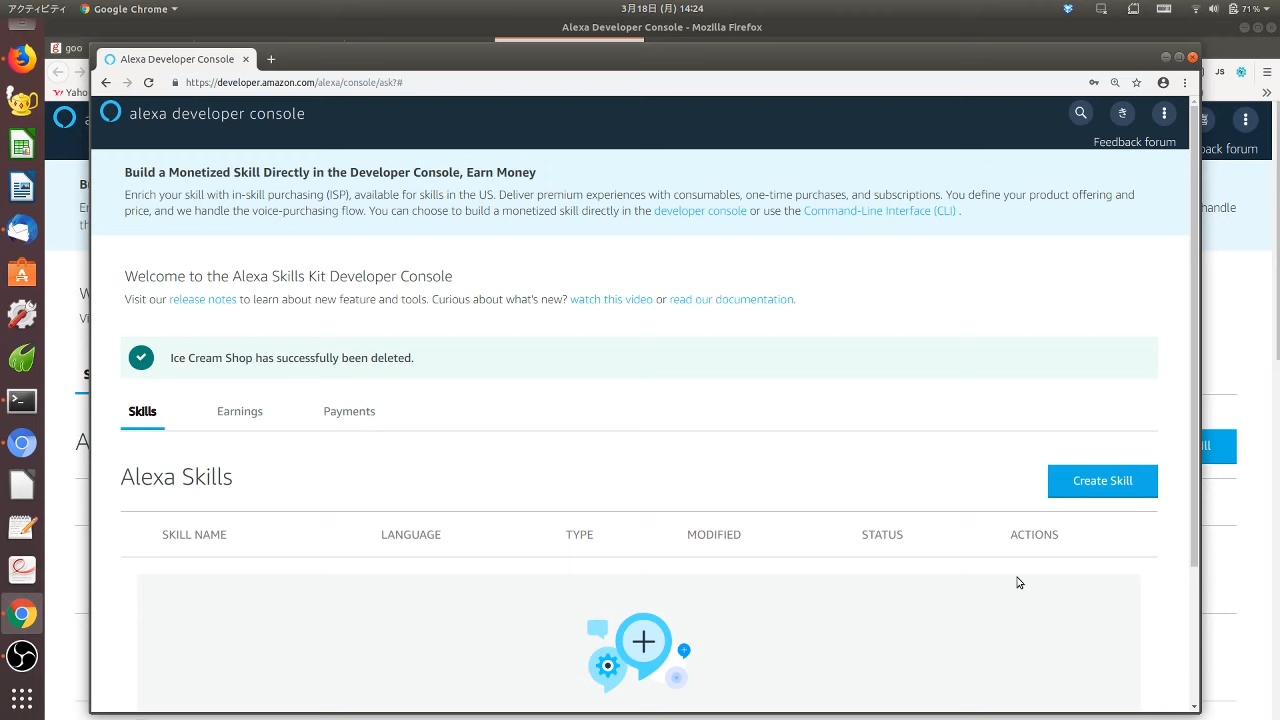 アクティビティ
Google Chrome
3月18日 (月) 14:24
71%
Alexa Developer Console - Mozilla Firefox
goo
Alexa Developer Console
https://developer.amazon.com/alexa/console/ask?#
JS
Yaho
alexa developer console
き
Feedback forum
back forum
Build a Monetized Skill Directly in the Developer Console, Earn Money
Enrich your skill with in-skill purchasing (ISP), available for skills in the US. Deliver premium experiences with consumables, one-time purchases, and subscriptions. You define your product offering and
price, and we handle the voice-purchasing flow. You can choose to build a monetized skill directly in the developer console or use the Command-Line Interface (CLI) .
handle
Welcome to the Alexa Skills Kit Developer Console
Visit our release notes to learn about new feature and tools. Curious about what's new? watch this video or read our documentation.
Ice Cream Shop has successfully been deleted.
Skills
Earnings
Payments
Alexa Skills
Create Skill
SKILL NAME
LANGUAGE
TYPE
MODIFIED
STATUS
ACTIONS